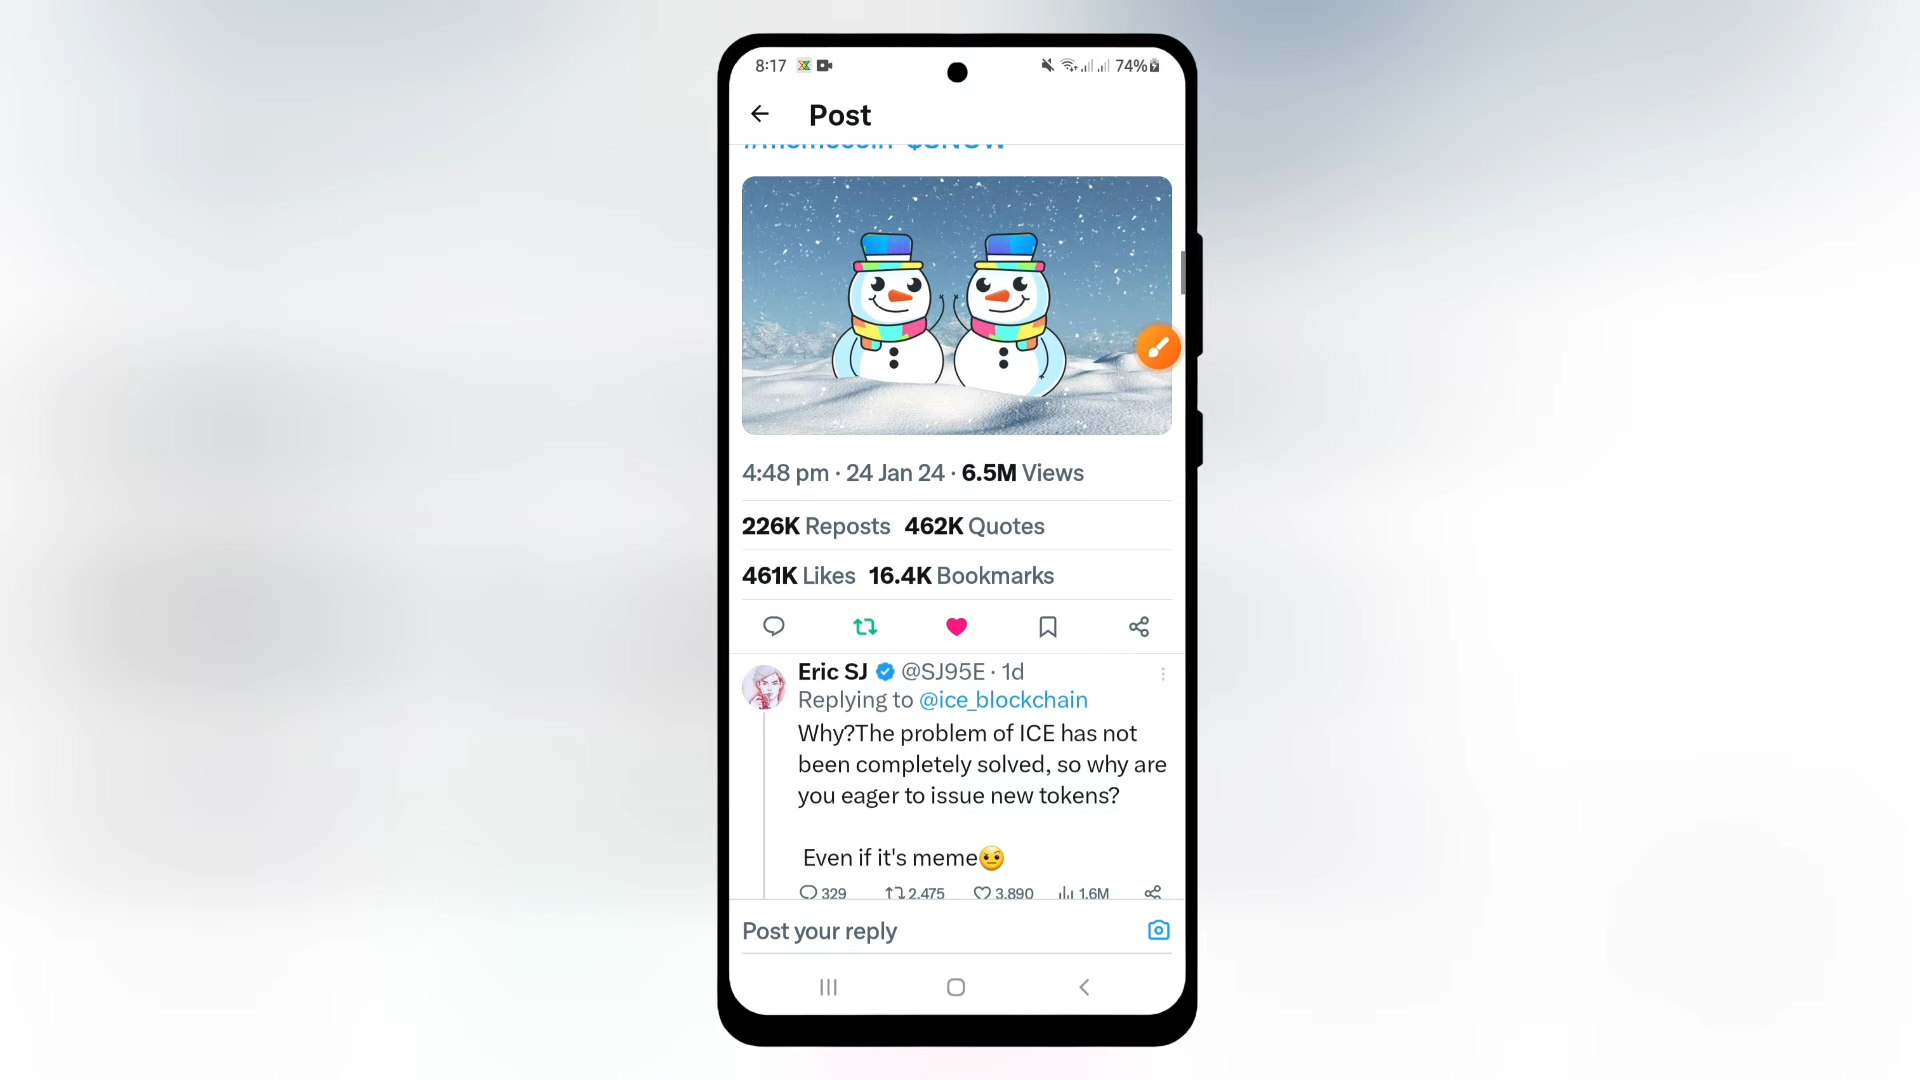 8:17
74%
Post
#memecoin $SNOW
4:48 pm · 24 Jan 24 · 6.5M Views
226K Reposts 462K Quotes
461K Likes 16.4K Bookmarks
Eric SJ @SJ95E · 1d
Replying to @ice_blockchain
Why?The problem of ICE has not
been completely solved, so why are
you eager to issue new tokens?
Even if it's meme🤨
329 2,475 3,890 1.6M
Post your reply